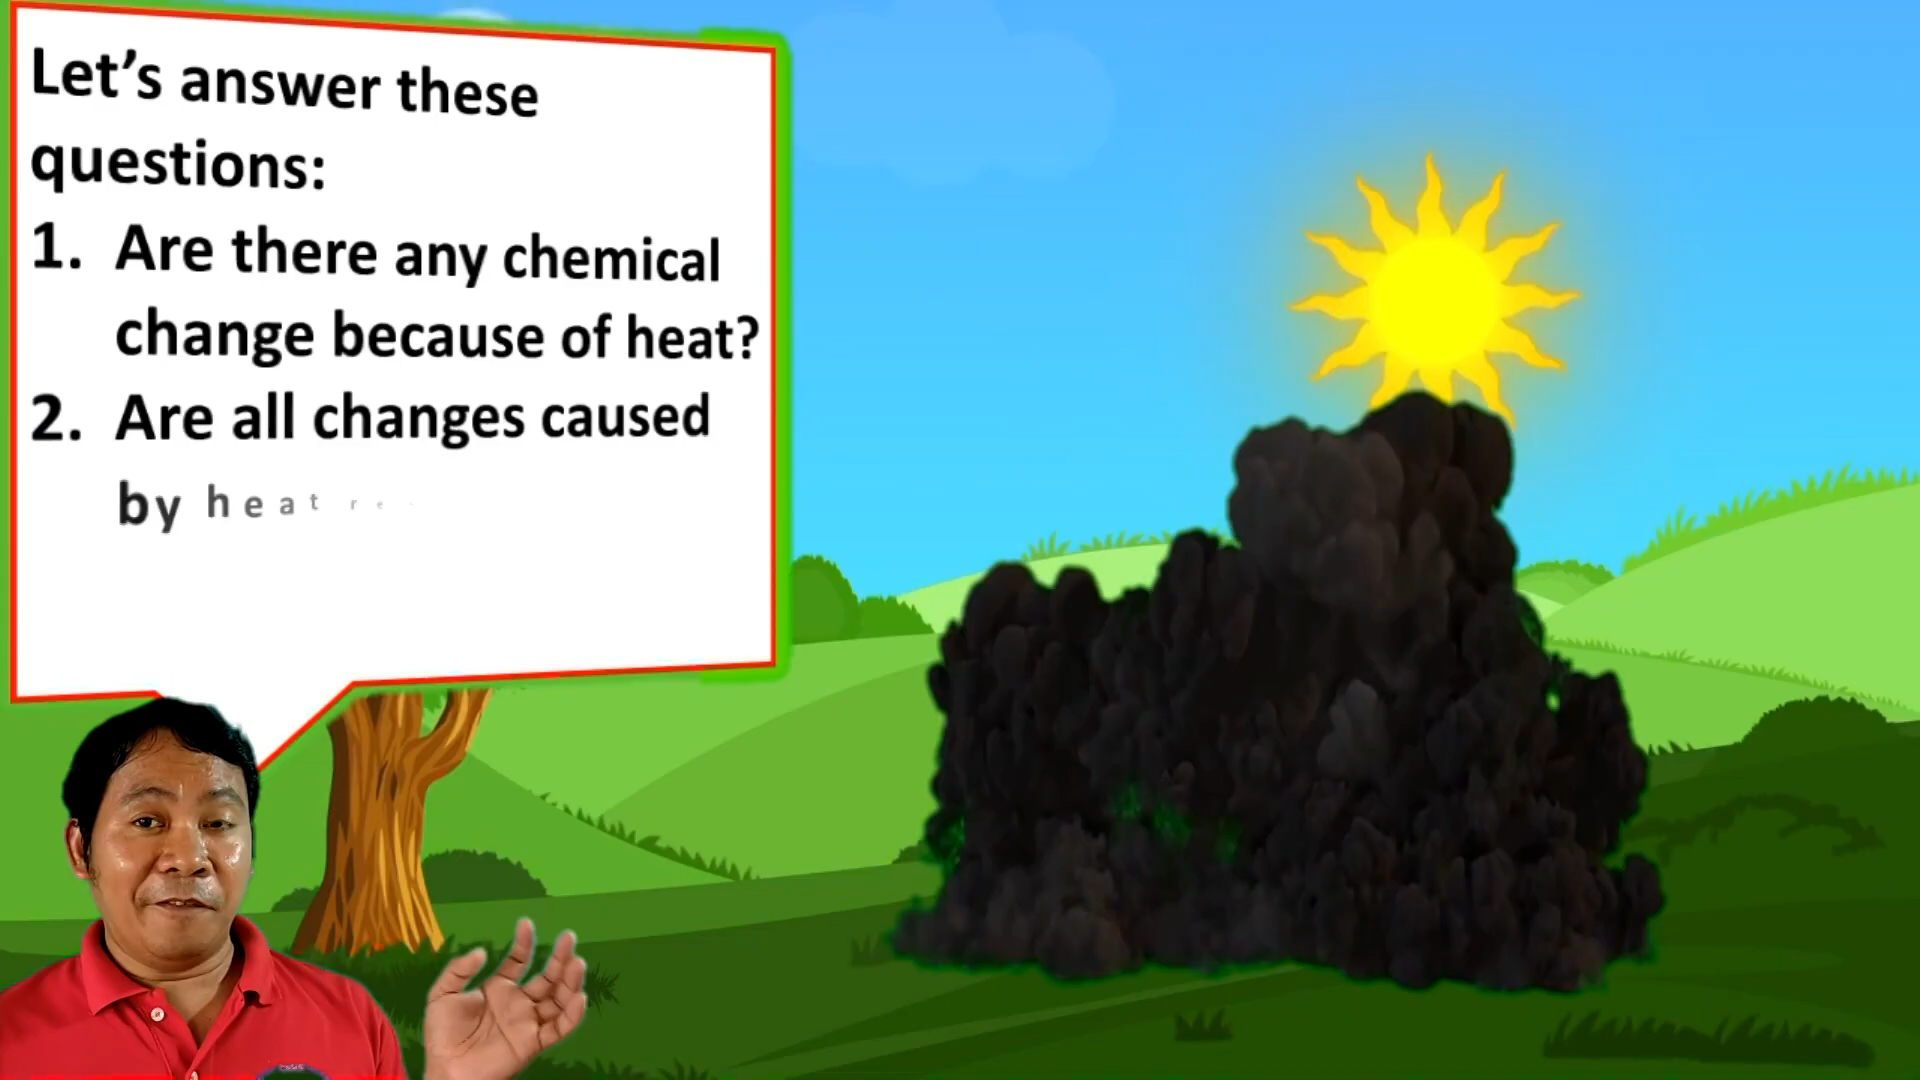 Let’s answer these
questions:
1. Are there any chemical
change because of heat?
2. Are all changes caused
by heat